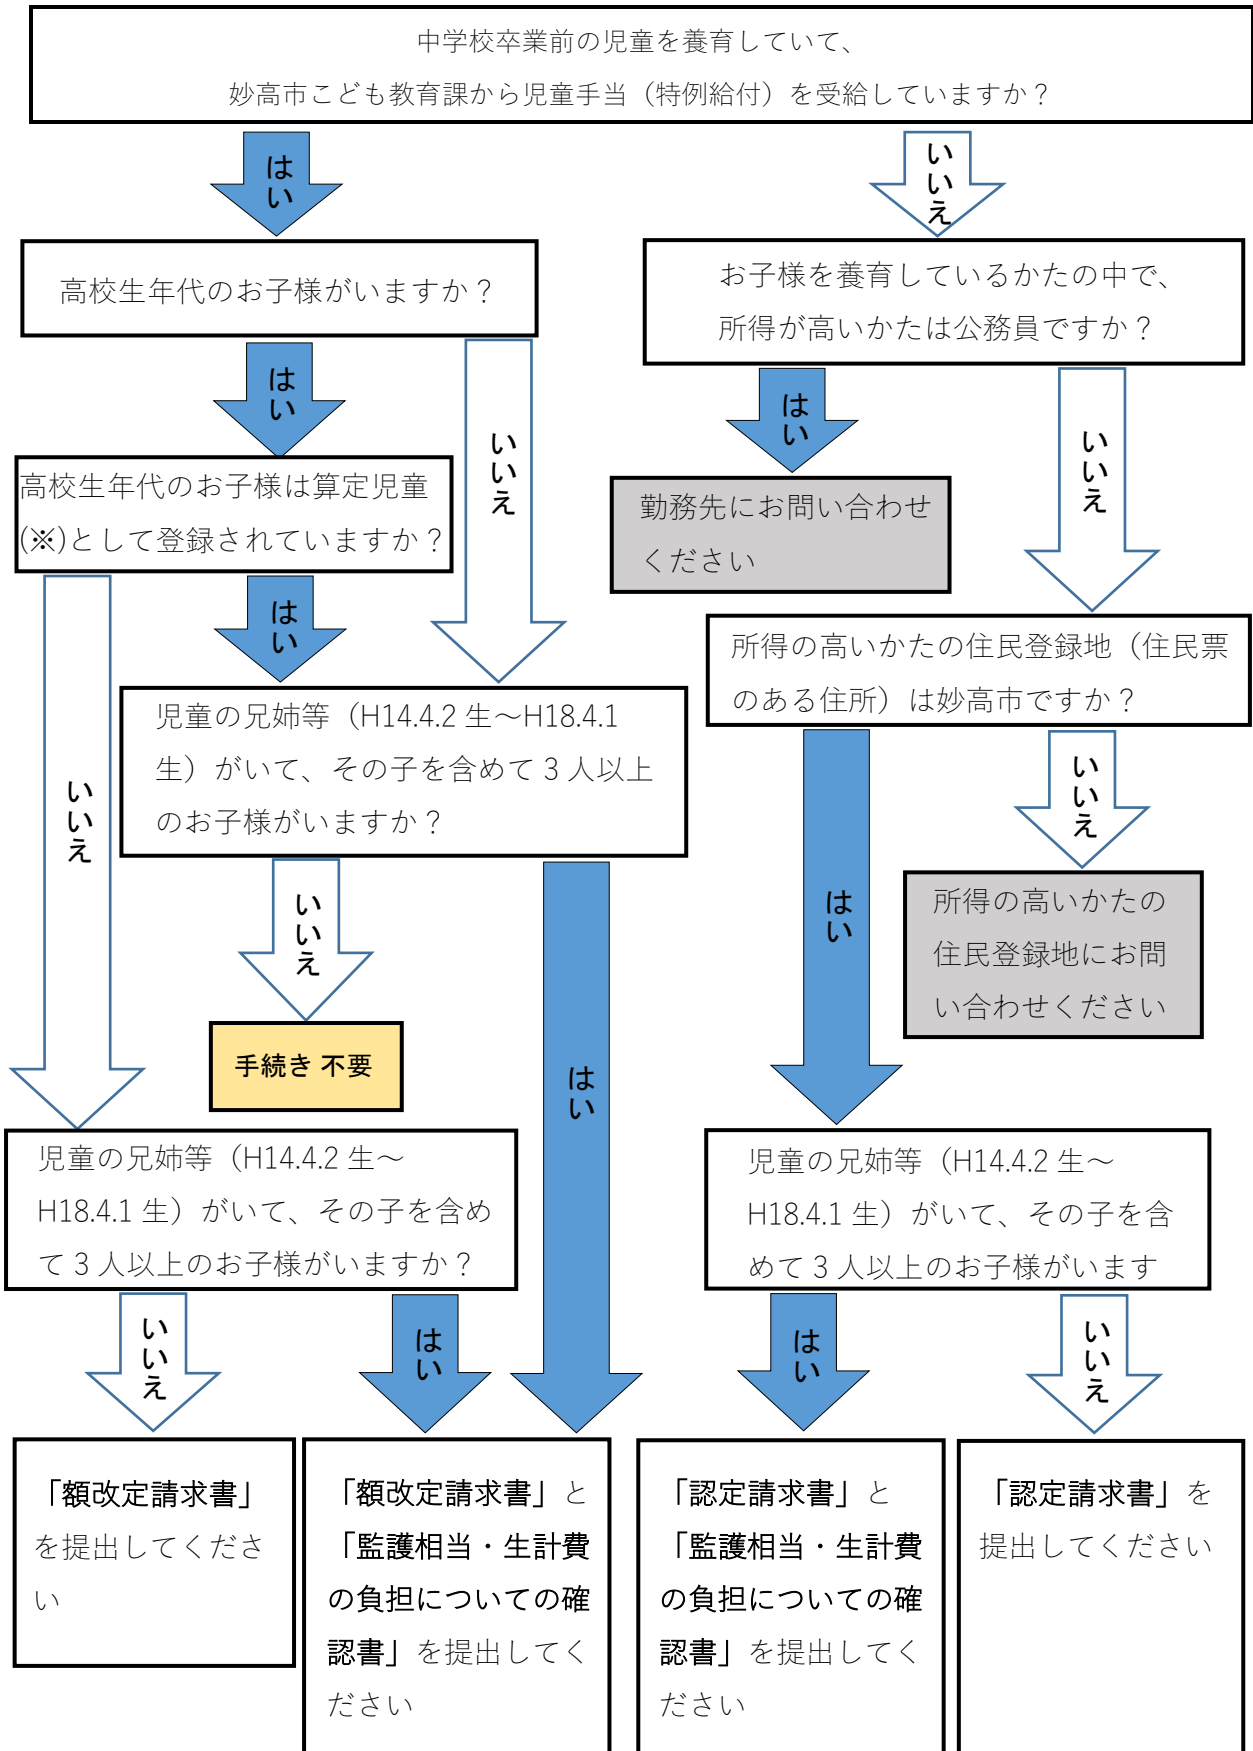 中学校卒業前の児童を養育していて、
妙高市こども教育課から児童手当（特例給付）を受給していますか？
はい
いいえ
高校生年代のお子様がいますか？
お子様を養育しているかたの中で、
所得が高いかたは公務員ですか？
はい
いいえ
はい
いいえ
高校生年代のお子様は算定児童
(※)として登録されていますか？
勤務先にお問い合わせ
ください
はい
いいえ
所得の高いかたの住民登録地（住民票
のある住所）は妙高市ですか？
児童の兄姉等（H14.4.2 生～H18.4.1
生）がいて、その子を含めて 3 人以上
のお子様がいますか？
はい
いいえ
いいえ
はい
所得の高いかたの
住民登録地にお問
い合わせください
手続き 不要
児童の兄姉等（H14.4.2 生～
H18.4.1 生）がいて、その子を含め
て 3 人以上のお子様がいますか？
児童の兄姉等（H14.4.2 生～
H18.4.1 生）がいて、その子を含
めて 3 人以上のお子様がいます
いいえ
はい
はい
いいえ
「額改定請求書」
を提出してくださ
い
「額改定請求書」と
「監護相当・生計費
の負担についての確
認書」を提出してく
ださい
「認定請求書」と
「監護相当・生計費
の負担についての確
認書」を提出してく
ださい
「認定請求書」を
提出してください